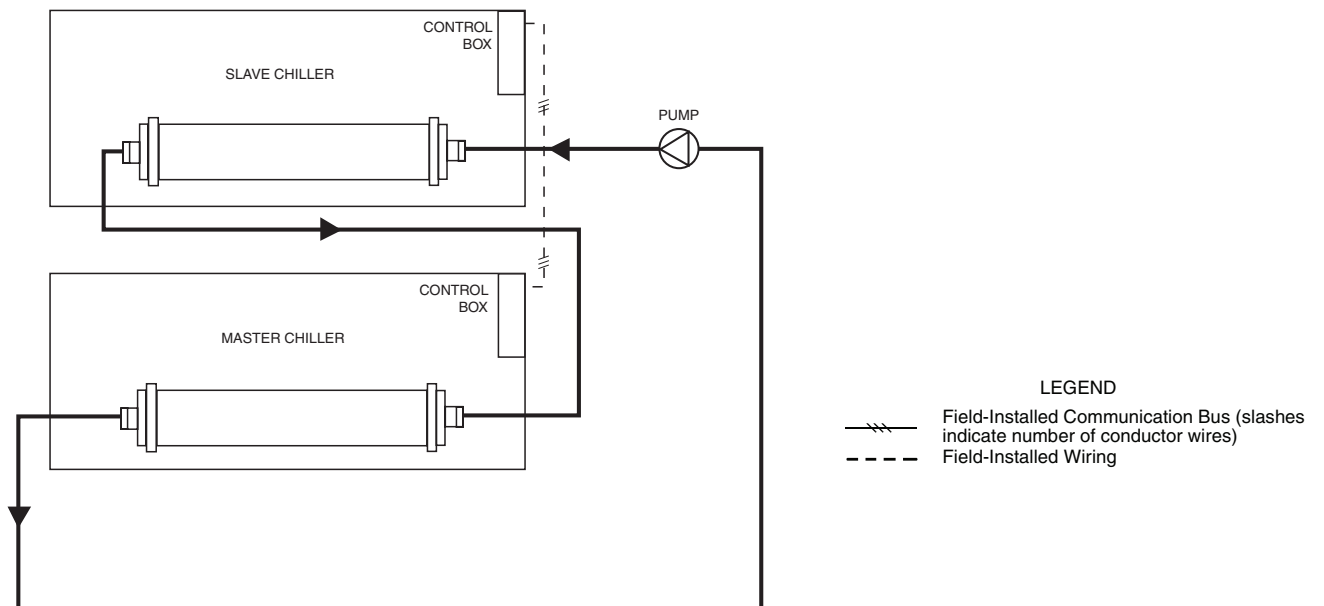 CONTROL
BOX
SLAVE CHILLER
PUMP
CONTROL
BOX
MASTER CHILLER
LEGEND
Field-Installed Communication Bus (slashes
indicate number of conductor wires)
Field-Installed Wiring